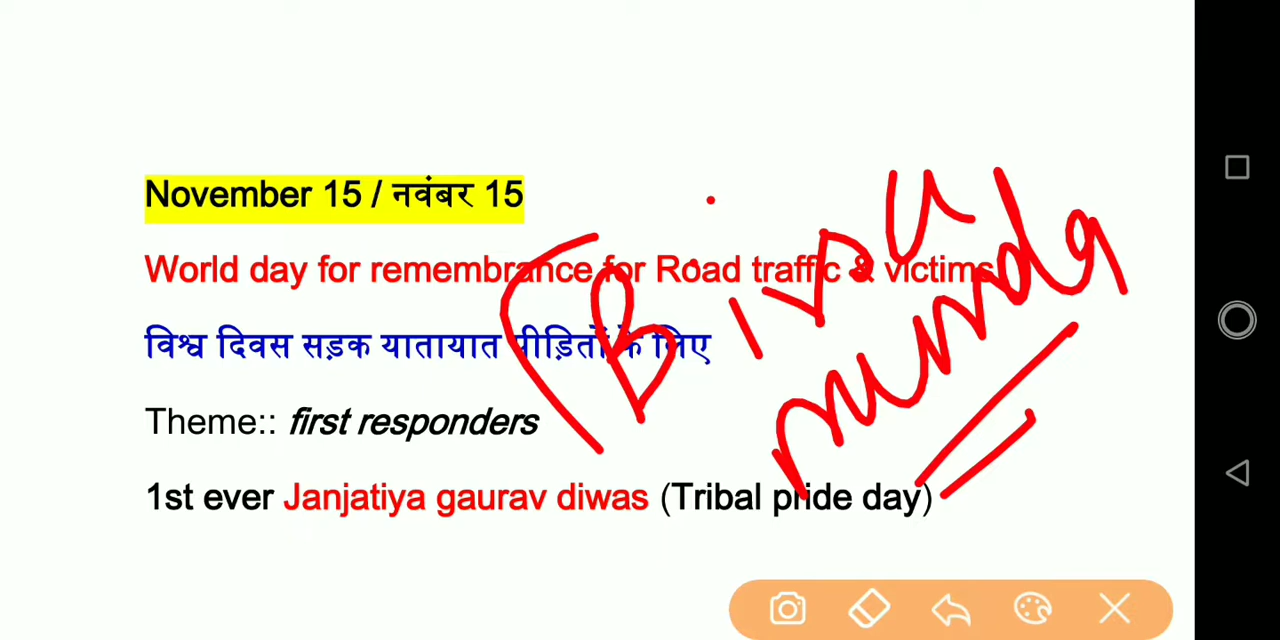 November 15 / नवंबर 15
World day for remembrance for Road traffic & victims
विश्व दिवस सड़क यातायात पीड़ितों के लिए
Theme:: first responders
1st ever Janjatiya gaurav diwas (Tribal pride day)
munda